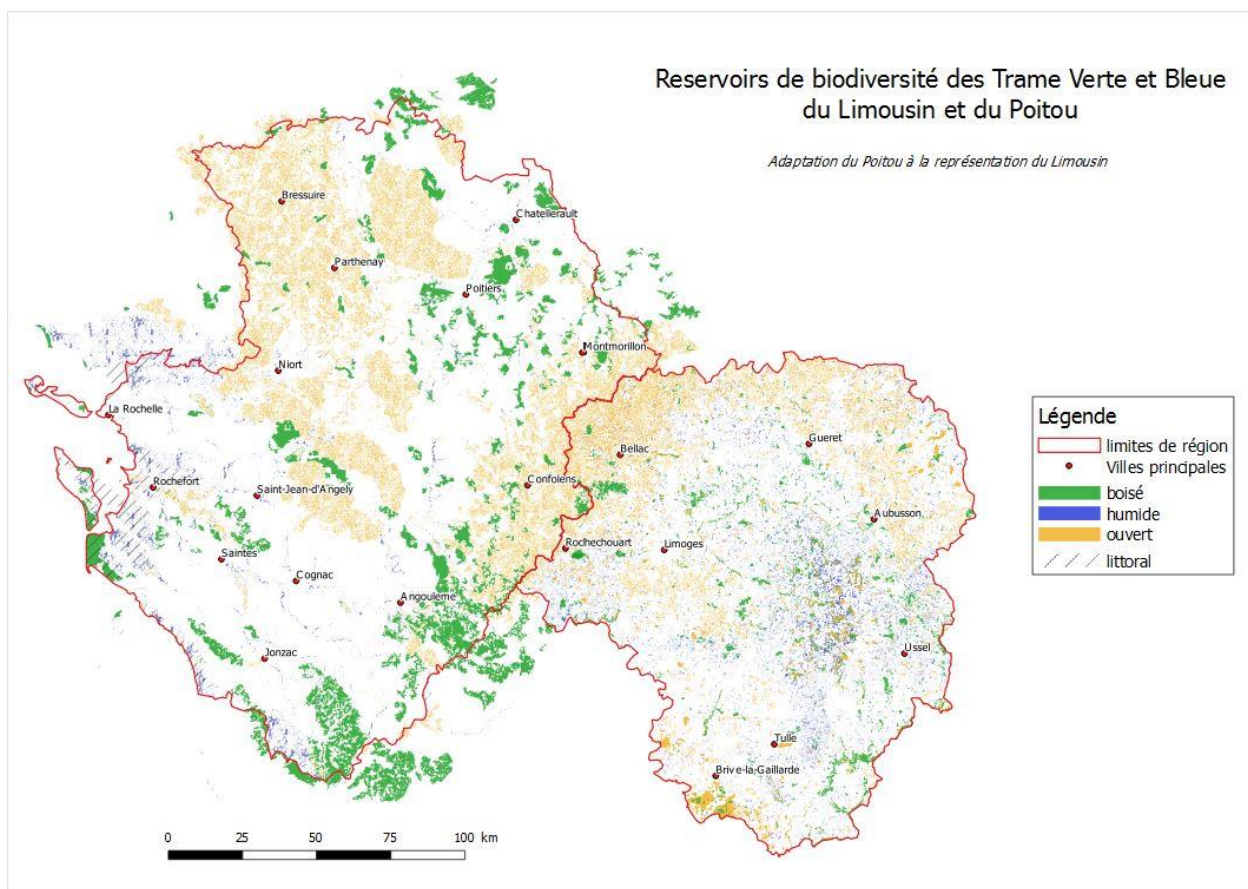 Reservoirs de biodiversité des Trame Verte et Bleue
du Limousin et du Poitou
Adaptation du Poitou à la représentation du Limousin
Bressuire
Chatellerault
Parthenay
Poitiers
Montmorillon
Niort
La Rochelle
Gueret
Bellac
Rochefort
Saint-Jean-d'Angely
Confolens
Aubusson
Rochechouart
Limoges
Saintes
Cognac
Angouleme
Jonzac
Ussel
Tulle
Brive-la-Gaillarde
Légende
limites de région
Villes principales
boisé
humide
ouvert
littoral
0 25 50 75 100 km